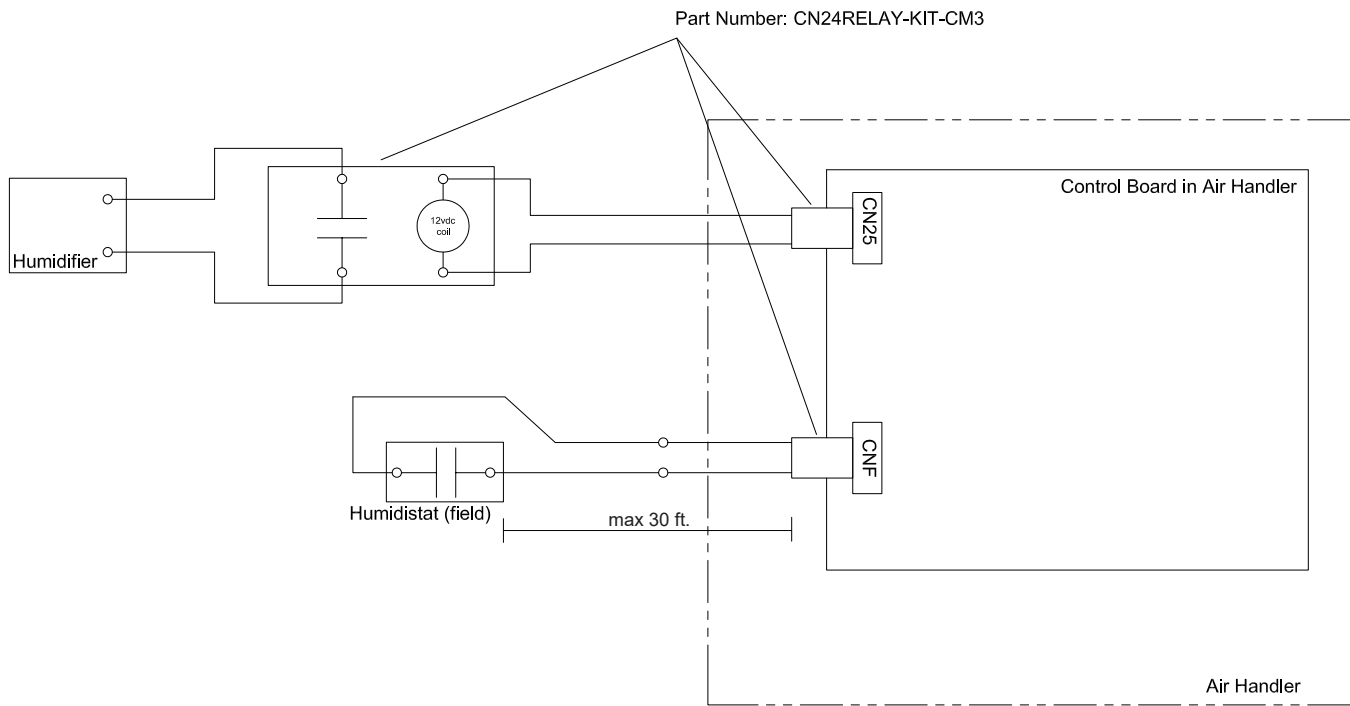 Part Number: CN24RELAY-KIT-CM3
Control Board in Air Handler
CN25
12vdc
coil
Humidifier
CNF
Humidistat (field)
max 30 ft.
Air Handler